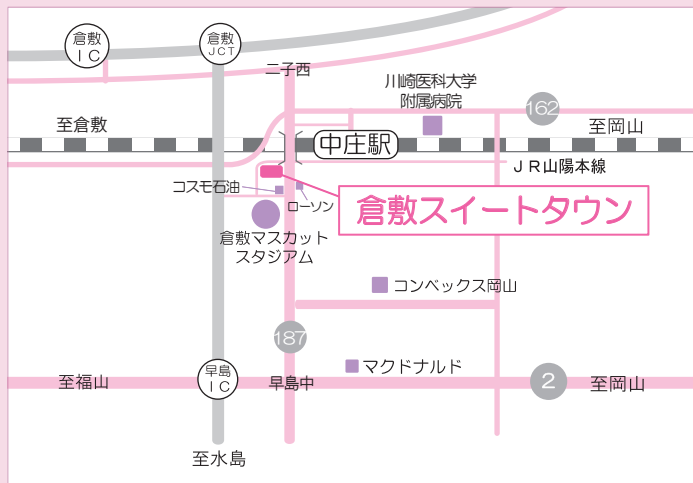 倉敷
IC
倉敷
JCT
二子西
川崎医科大学
附属病院
162
至倉敷
至岡山
中庄駅
JR山陽本線
コスモ石油
ローソン
倉敷スイートタウン
倉敷マスカット
スタジアム
コンベックス岡山
187
早島
IC
至福山
早島中
マクドナルド
2
至岡山
至水島